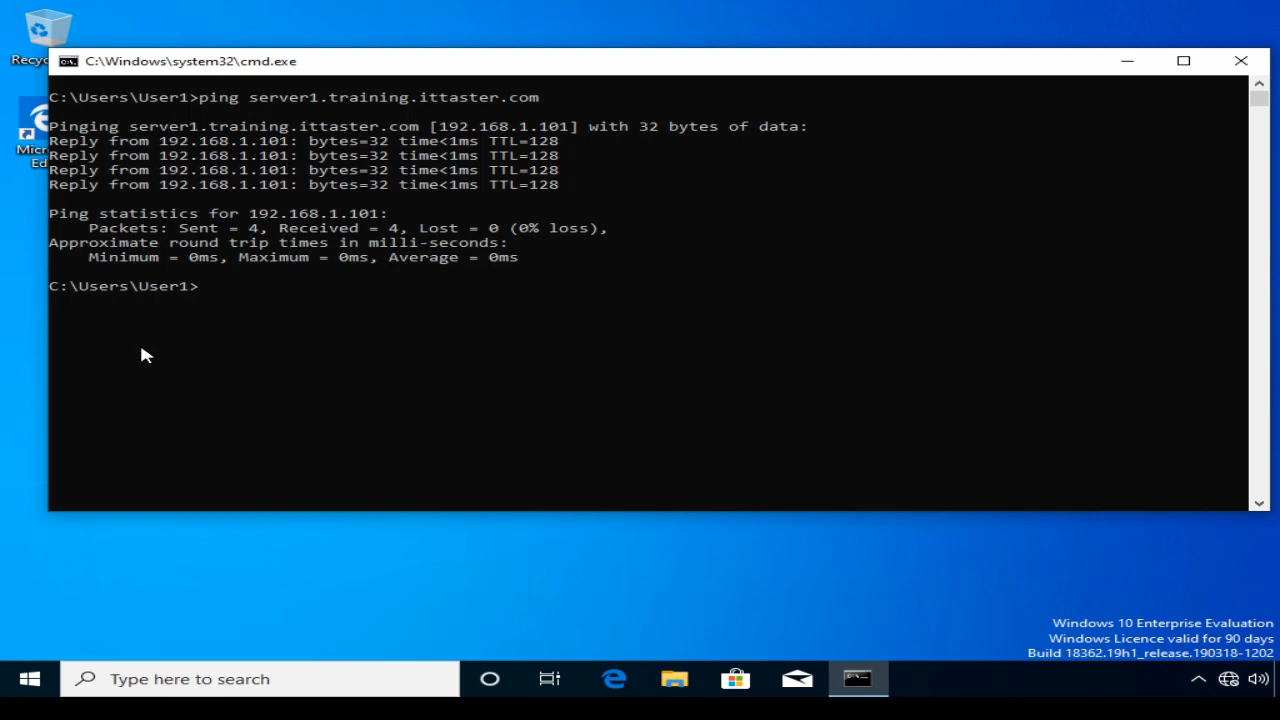 Recyc
C:\Windows\system32\cmd.exe
C:\Users\User1>ping server1.training.ittaster.com
Pinging server1.training.ittaster.com [192.168.1.101] with 32 bytes of data:
Reply from 192.168.1.101: bytes=32 time<1ms TTL=128
Reply from 192.168.1.101: bytes=32 time<1ms TTL=128
Reply from 192.168.1.101: bytes=32 time<1ms TTL=128
Reply from 192.168.1.101: bytes=32 time<1ms TTL=128
Ping statistics for 192.168.1.101:
Packets: Sent = 4, Received = 4, Lost = 0 (0% loss),
Approximate round trip times in milli-seconds:
Minimum = 0ms, Maximum = 0ms, Average = 0ms
C:\Users\User1>
Micr
Ed
Windows 10 Enterprise Evaluation
Windows Licence valid for 90 days
Build 18362.19h1_release.190318-1202
Type here to search